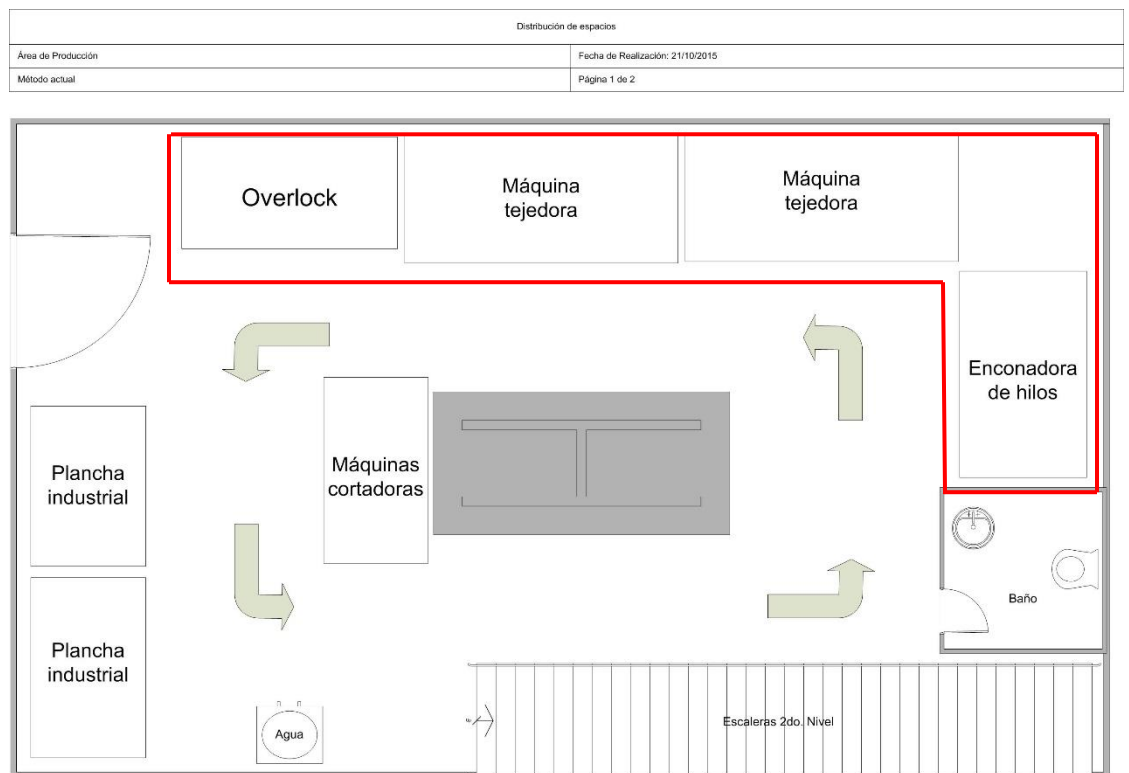 Distribución de espacios
Área de Producción
Fecha de Realización: 21/10/2015
Método actual
Página 1 de 2
Overlock
Máquina
tejedora
Máquina
tejedora
Enconadora
de hilos
Plancha
industrial
Máquinas
cortadoras
Baño
Plancha
industrial
Agua
Escaleras 2do. Nivel